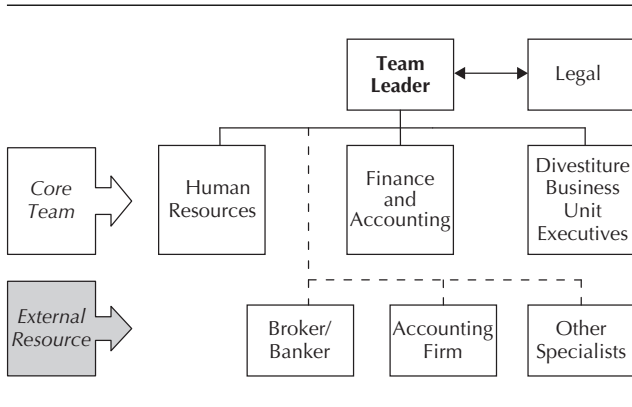 Team
Leader
Legal
Core
Team
Human
Resources
Finance
and
Accounting
Divestiture
Business
Unit
Executives
External
Resource
Broker/
Banker
Accounting
Firm
Other
Specialists